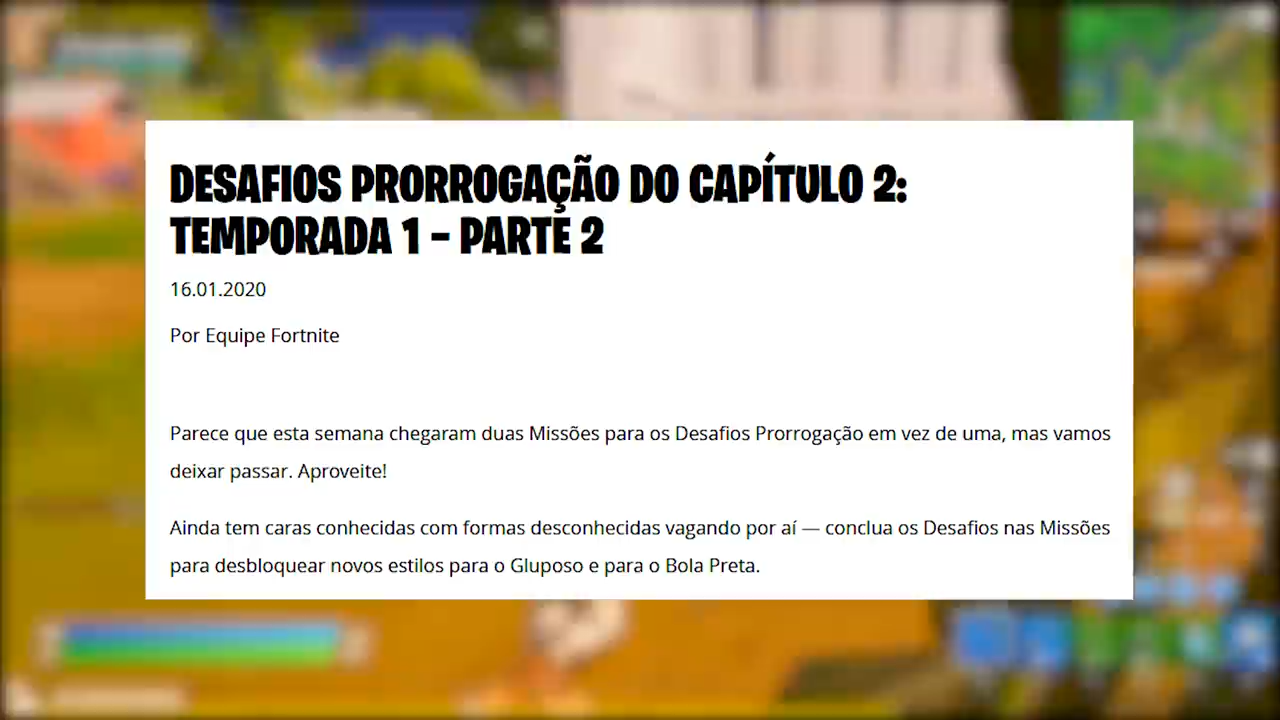 DESAFIOS PRORROGAÇÃO DO CAPÍTULO 2:
TEMPORADA 1 – PARTE 2
16.01.2020
Por Equipe Fortnite
Parece que esta semana chegaram duas Missões para os Desafios Prorrogação em vez de uma, mas vamos
deixar passar. Aproveite!
Ainda tem caras conhecidas com formas desconhecidas vagando por aí — conclua os Desafios nas Missões
para desbloquear novos estilos para o Gluposo e para o Bola Preta.